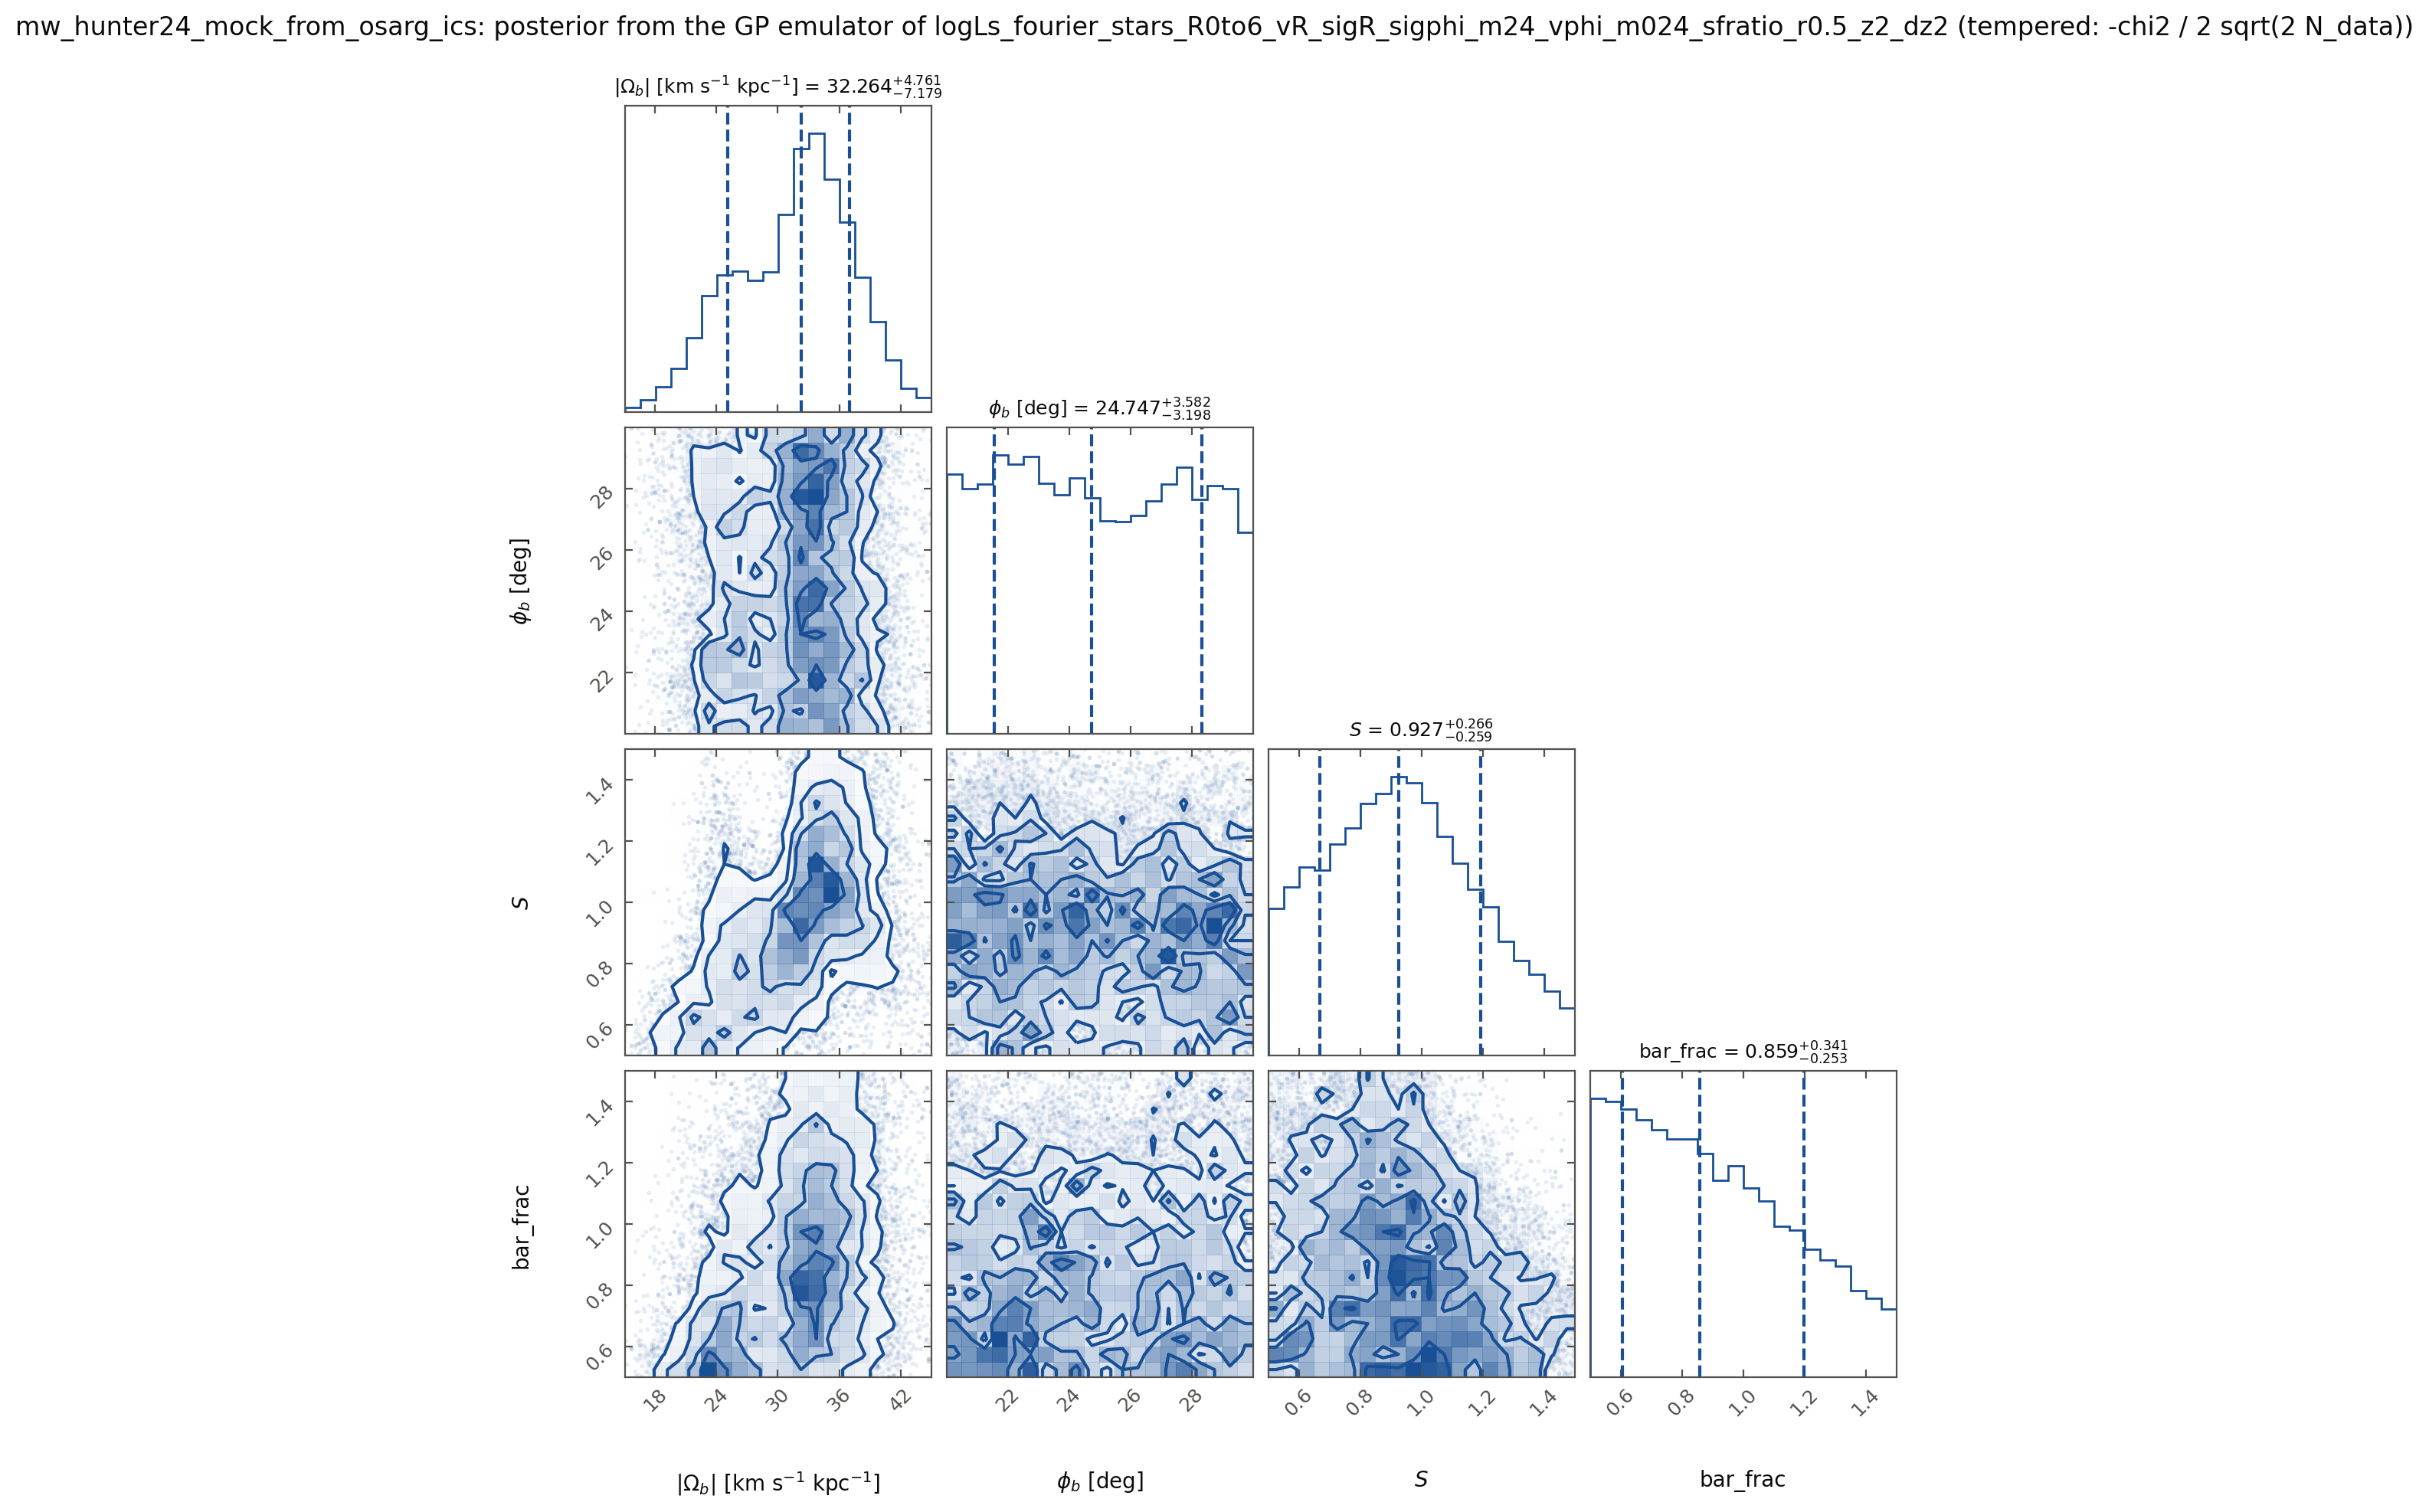 mw_hunter24_mock_from_osarg_ics: posterior from the GP emulator of logLs_fourier_stars_R0to6_vR_sigR_sigphi_m24_vphi_m024_sfratio_r0.5_z2_dz2 (tempered: -chi2 / 2 sqrt(2 N_data))
|Ω_b| [km s⁻¹ kpc⁻¹] = 32.264^{+4.761}_{−7.179}
ϕ_b [deg] = 24.747^{+3.582}_{−3.198}
ϕ_b [deg]
28
26
24
22
S = 0.927^{+0.266}_{−0.259}
S
1.4
1.2
1.0
0.8
0.6
bar_frac = 0.859^{+0.341}_{−0.253}
bar_frac
1.4
1.2
1.0
0.8
0.6
18 24 30 36 42 22 24 26 28 0.6 0.8 1.0 1.2 1.4 0.6 0.8 1.0 1.2 1.4
|Ω_b| [km s⁻¹ kpc⁻¹] ϕ_b [deg] S bar_frac